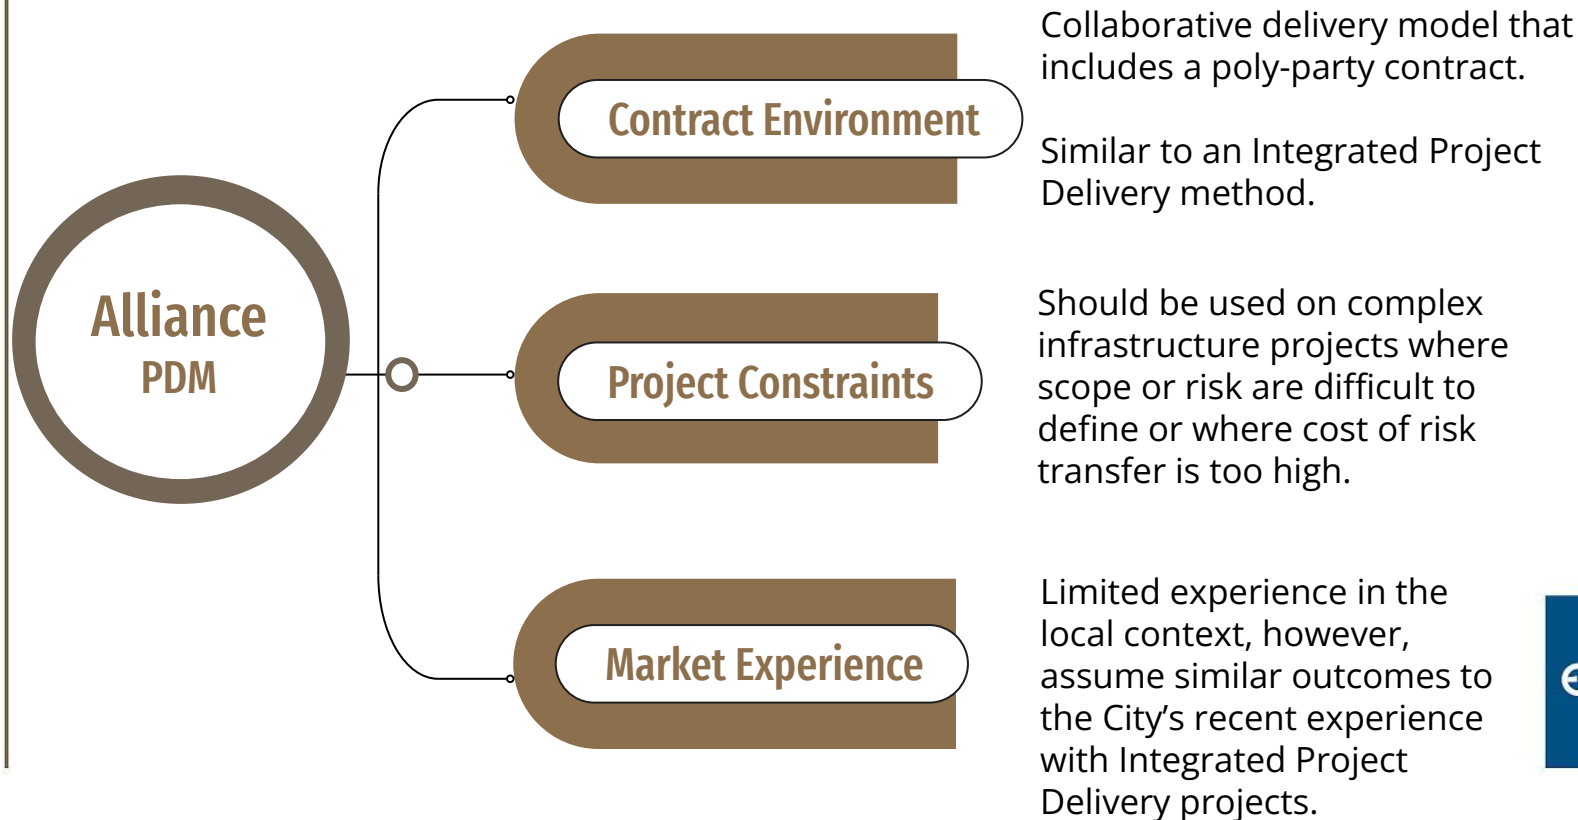 Alliance
PDM
Contract Environment
Collaborative delivery model that
includes a poly-party contract.
Similar to an Integrated Project
Delivery method.
Project Constraints
Should be used on complex
infrastructure projects where
scope or risk are difficult to
define or where cost of risk
transfer is too high.
Market Experience
Limited experience in the
local context, however,
assume similar outcomes to
the City’s recent experience
with Integrated Project
Delivery projects.